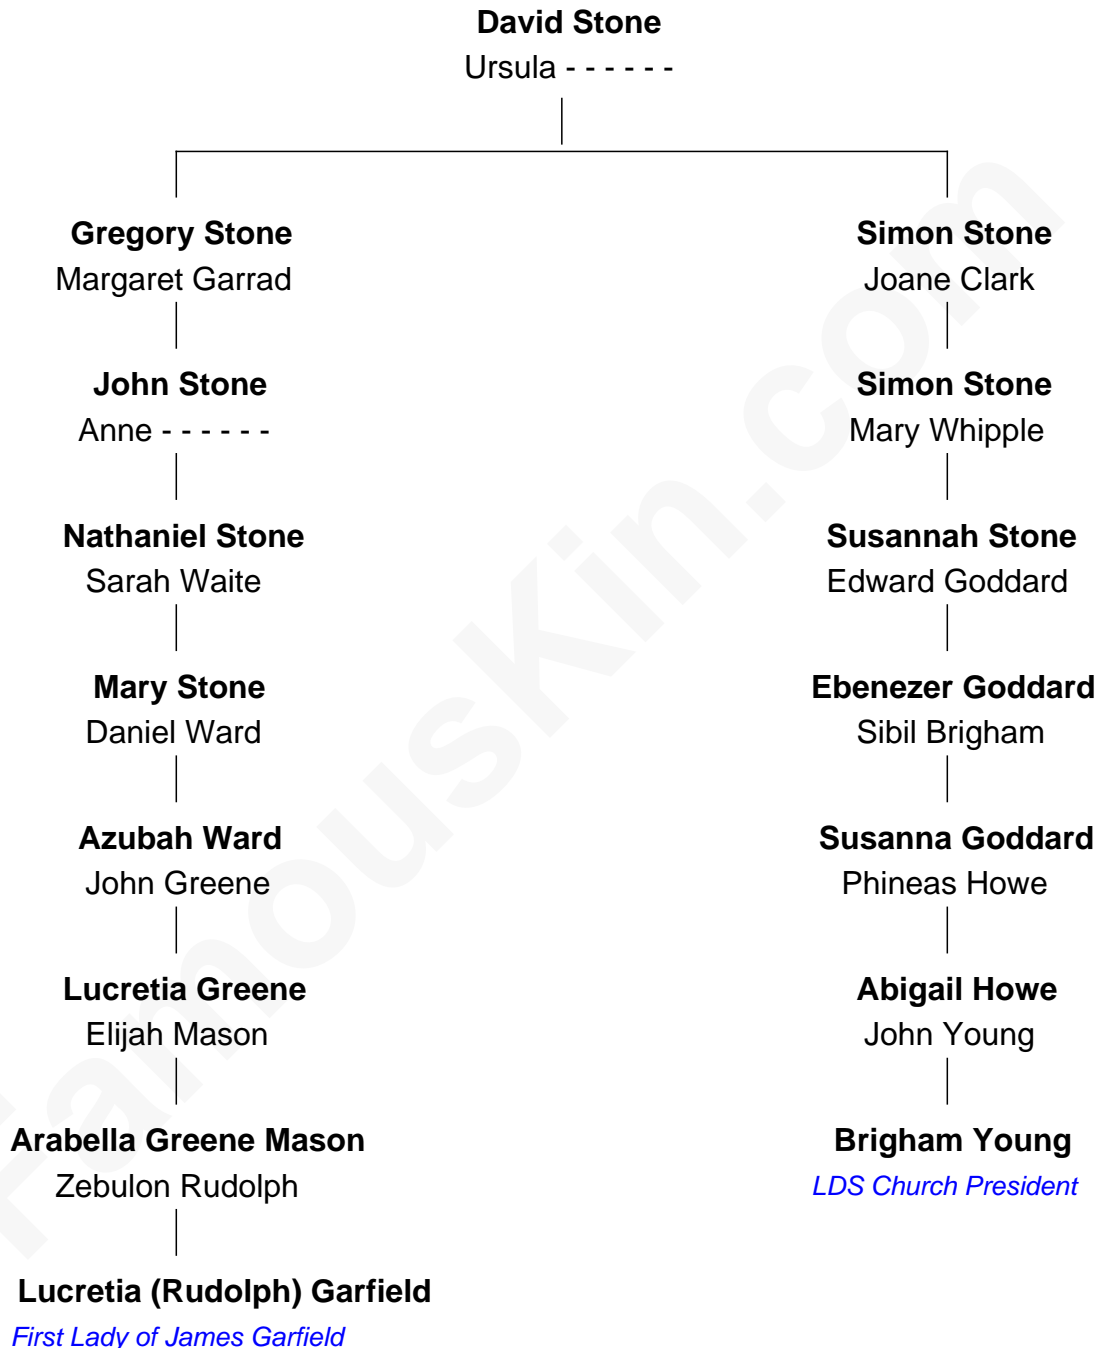 David Stone
Ursula - - - - - -
Gregory Stone
Margaret Garrad
John Stone
Anne - - - - - -
Nathaniel Stone
Sarah Waite
Mary Stone
Daniel Ward
Azubah Ward
John Greene
Lucretia Greene
Elijah Mason
Arabella Greene Mason
Zebulon Rudolph
Lucretia (Rudolph) Garfield
First Lady of James Garfield
Simon Stone
Joane Clark
Simon Stone
Mary Whipple
Susannah Stone
Edward Goddard
Ebenezer Goddard
Sibil Brigham
Susanna Goddard
Phineas Howe
Abigail Howe
John Young
Brigham Young
LDS Church President
FamousKin.com